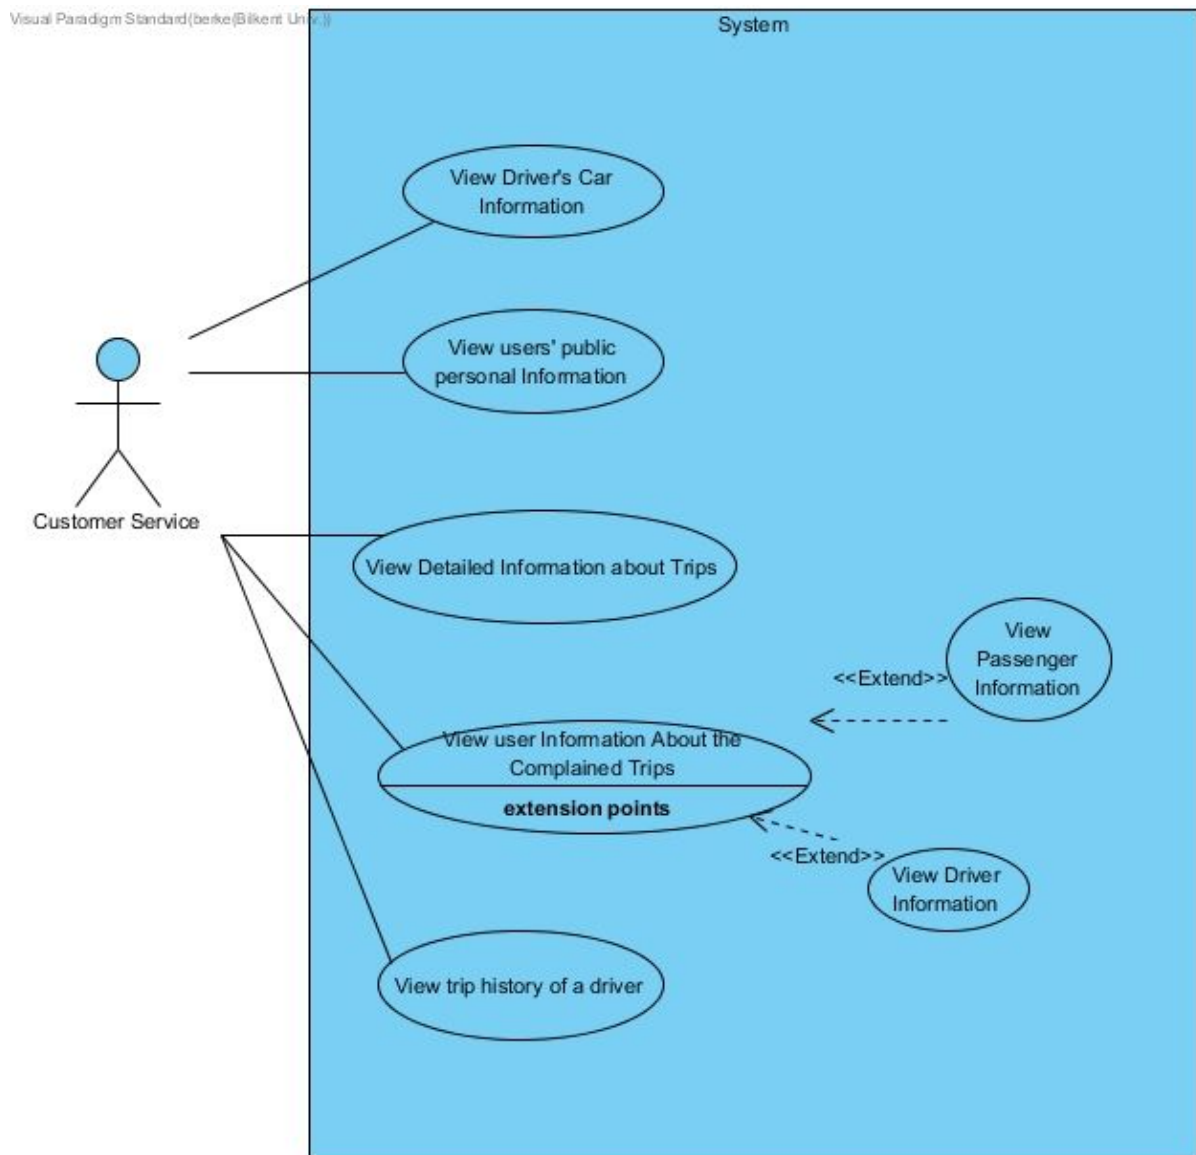 Visual Paradigm Standard(berke(Bilkent Univ.))
System
View Driver's Car
Information
View users' public
personal Information
Customer Service
View Detailed Information about Trips
View
Passenger
Information
<<Extend>>
View user Information About the
Complained Trips
extension points
<<Extend>>
View Driver
Information
View trip history of a driver